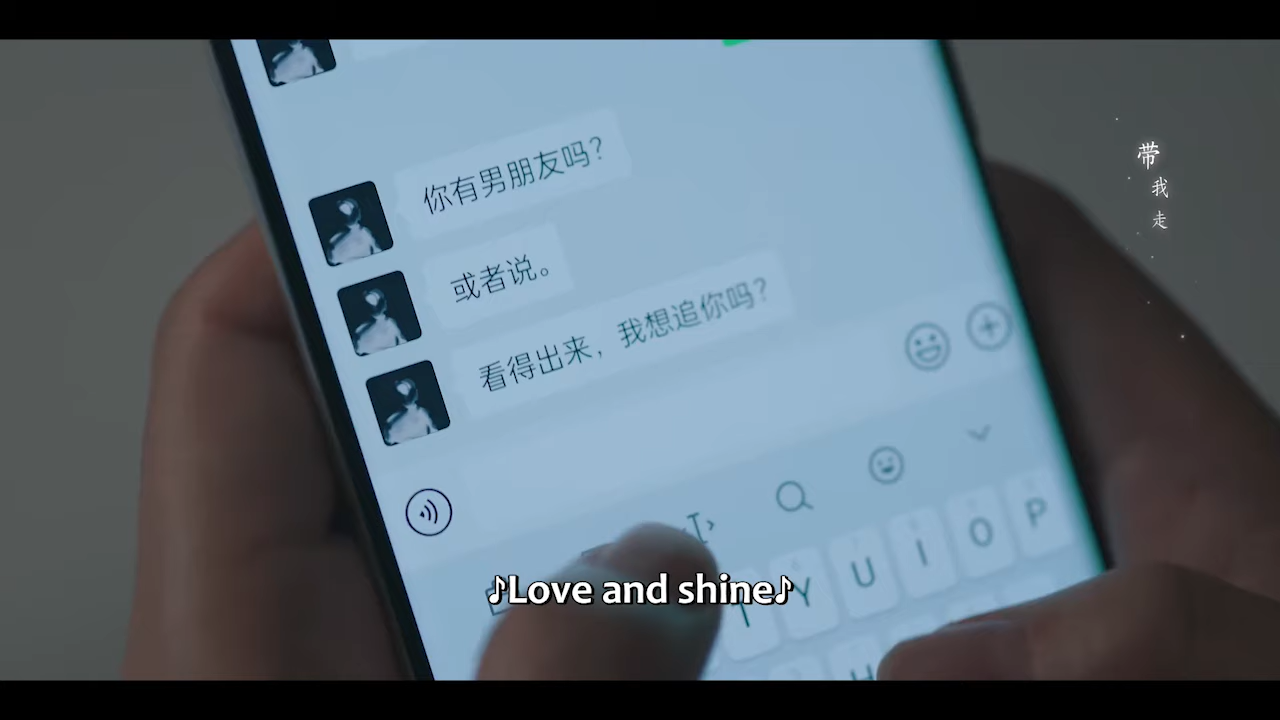 你有男朋友吗?
或者说。
看得出来，我想追你吗?
带我走
T Y U I O P
H
♪Love and shine♪